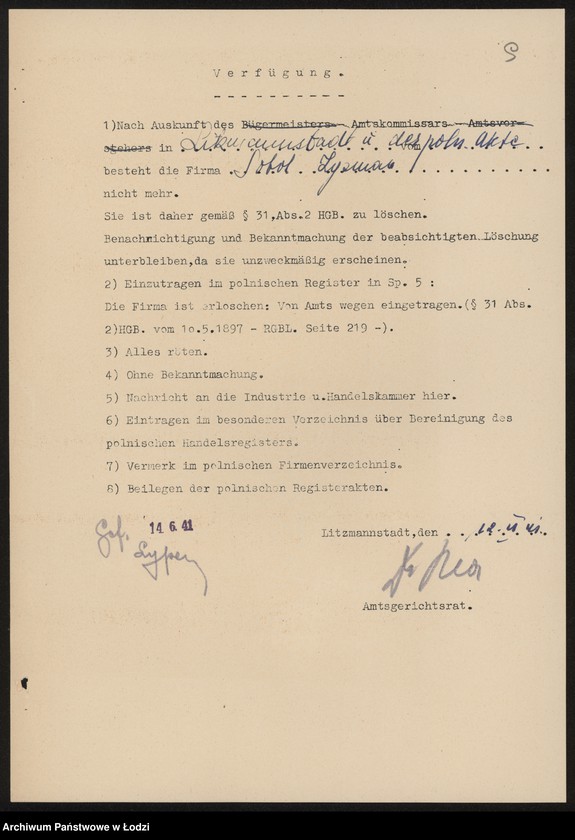 Verfügung.
1)Nach Auskunft des Bügermeisters- Amtskommissars- Amtsvor-
stehers in Litzmannstadt u. des poln. Akte . .
besteht die Firma . . . . . . . . . . . . . .
nicht mehr.
Sie ist daher gemäß § 31,Abs.2 HGB. zu löschen.
Benachrichtigung und Bekanntmachung der beabsichtigten Löschung
unterbleiben,da sie unzweckmäßig erscheinen.
2) Einzutragen im polnischen Register in Sp. 5 :
Die Firma ist erloschen: Von Amts wegen eingetragen.(§ 31 Abs.
2)HGB. vom 1o.5.1897 - RGBL. Seite 219 -).
3) Alles röten.
4) Ohne Bekanntmachung.
5) Nachricht an die Industrie u.Handelskammer hier.
6) Eintragen im besonderen Verzeichnis über Bereinigung des
polnischen Handelsregisters.
7) Vermerk im polnischen Firmenverzeichnis.
8) Beilegen der polnischen Registerakten.
14 6.41
Litzmannstadt,den . .
Amtsgerichtsrat.
Archiwum Państwowe w Łodzi